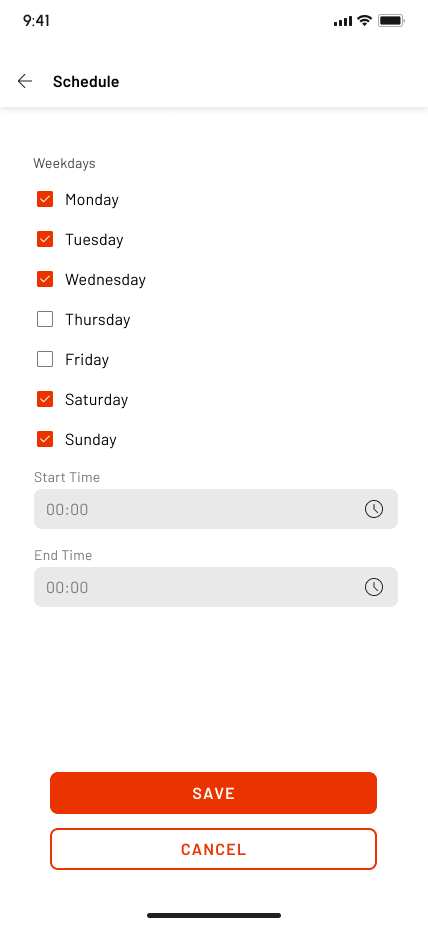 9:41
Schedule
Weekdays
Monday
Tuesday
Wednesday
Thursday
Friday
Saturday
Sunday
Start Time
00:00
End Time
00:00
SAVE
CANCEL